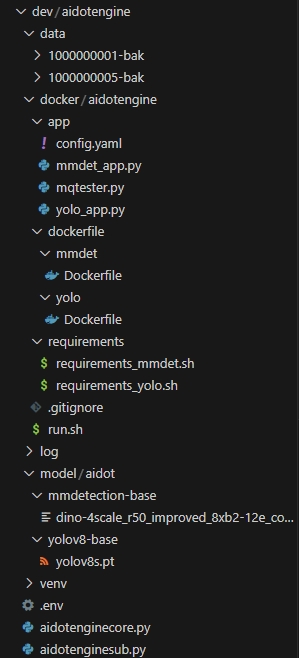 dev / aidotengine
data
1000000001-bak
1000000005-bak
docker / aidotengine
app
! config.yaml
mmdet_app.py
mqtester.py
yolo_app.py
dockerfile
mmdet
Dockerfile
yolo
Dockerfile
requirements
$ requirements_mmdet.sh
$ requirements_yolo.sh
.gitignore
$ run.sh
log
model / aidot
mmdetection-base
dino-4scale_r50_improved_8xb2-12e_co...
yolov8-base
yolov8s.pt
venv
.env
aidotenginecore.py
aidotenginesub.py